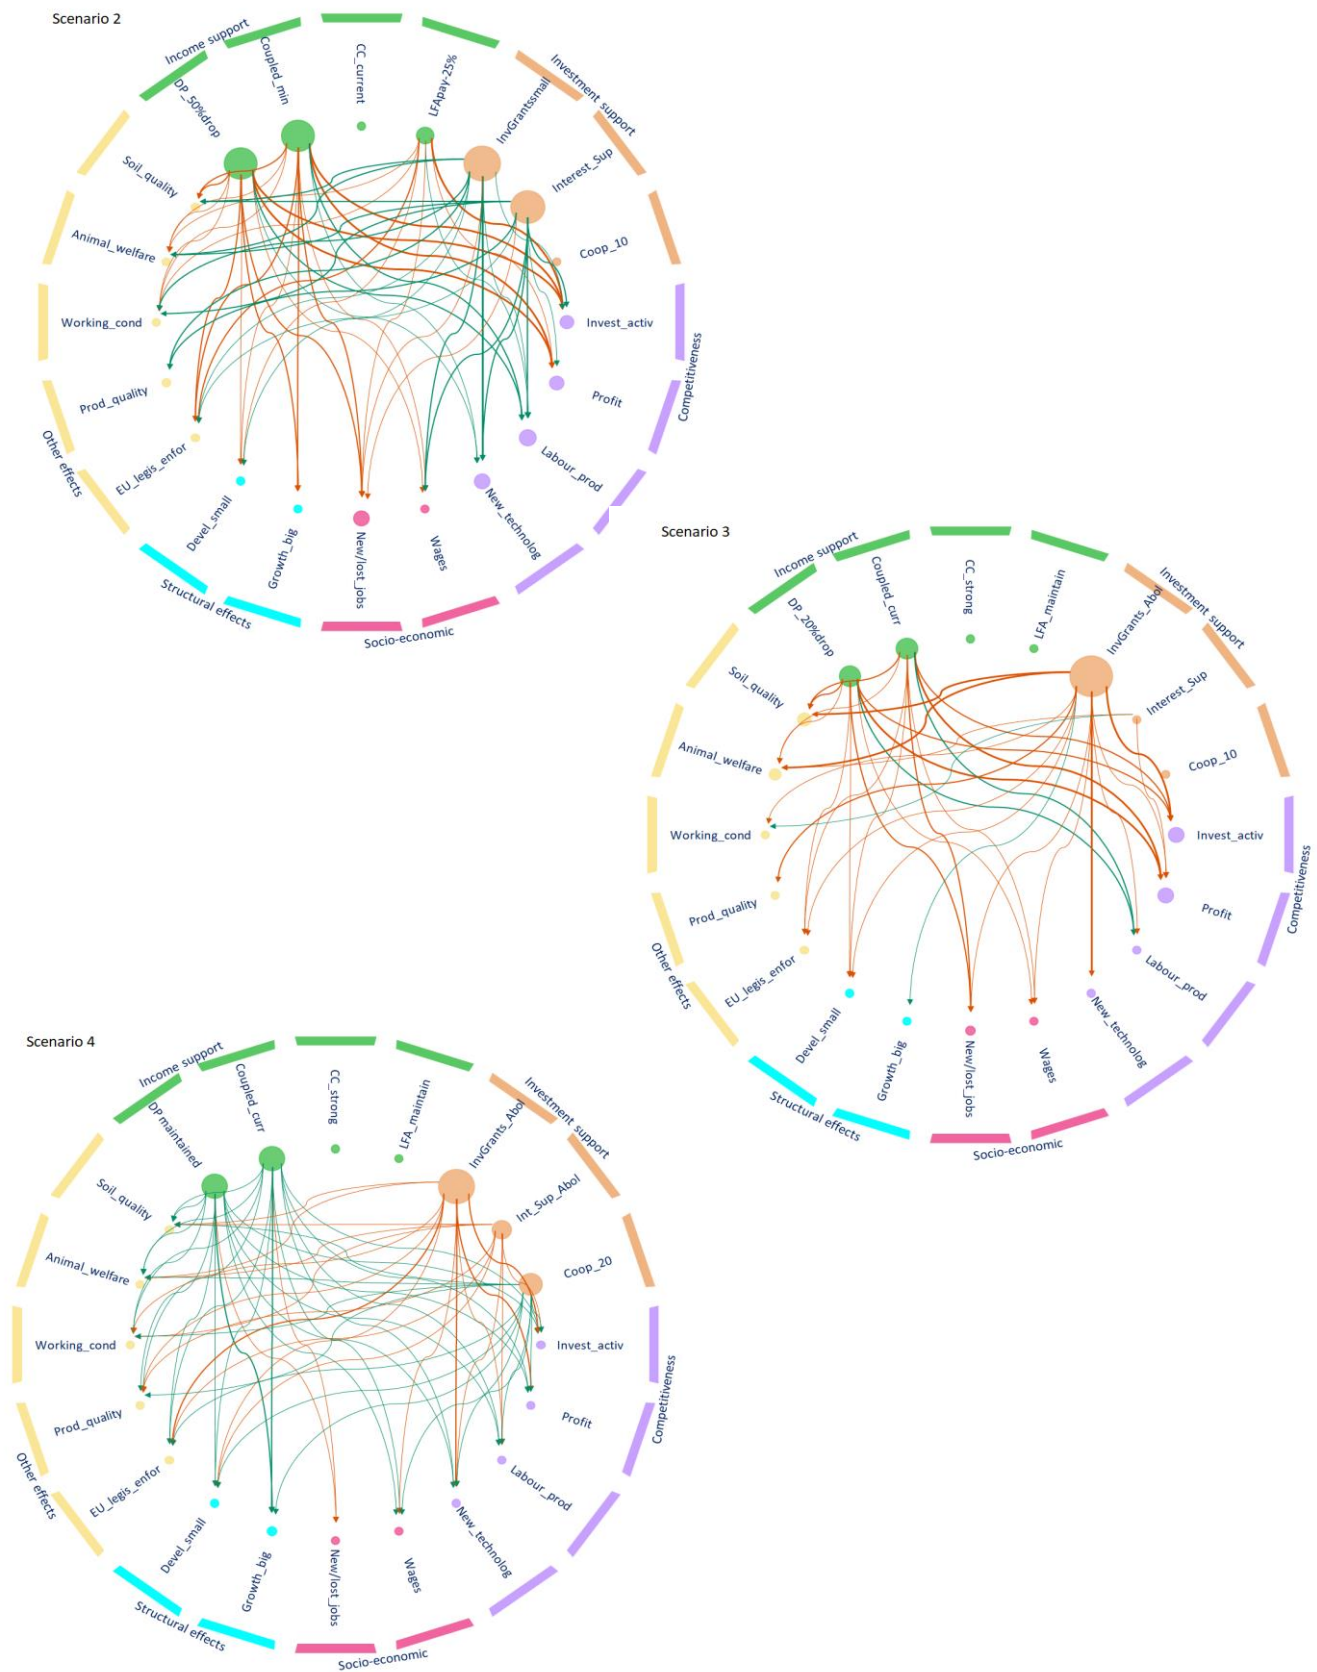 Scenario 2
Income support
Investment support
DP_50%drop
Coupled_min
CC_current
LFApay-25%
InvGrantssmall
Interest_Sup
Coop_10
Invest_activ
Profit
Labour_prod
New_technolog
Wages
New/lost_jobs
Growth_big
Devel_small
EU_legis_enfor
Prod_quality
Working_cond
Animal_welfare
Soil_quality
Competitiveness
Socio-economic
Structural effects
Other effects
Scenario 3
Income support
Investment support
DP_20%drop
Coupled_curr
CC_strong
LFA_maintain
InvGrants_Abol
Interest_Sup
Coop_10
Invest_activ
Profit
Labour_prod
New_technolog
Wages
New/lost_jobs
Growth_big
Devel_small
EU_legis_enfor
Prod_quality
Working_cond
Animal_welfare
Soil_quality
Competitiveness
Socio-economic
Structural effects
Other effects
Scenario 4
Income support
Investment support
DP maintained
Coupled_curr
CC_strong
LFA_maintain
InvGrants_Abol
Int_Sup_Abol
Coop_20
Invest_activ
Profit
Labour_prod
New_technolog
Wages
New/lost_jobs
Growth_big
Devel_small
EU_legis_enfor
Prod_quality
Working_cond
Animal_welfare
Soil_quality
Competitiveness
Socio-economic
Structural effects
Other effects